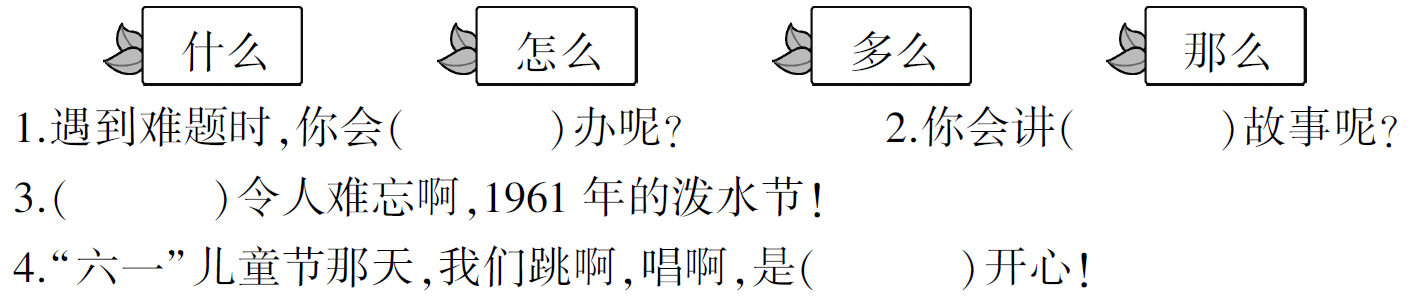 什么 怎么 多么 那么
1.遇到难题时,你会(　　　)办呢? 2.你会讲(　　　)故事呢?
3.(　　　)令人难忘啊,1961 年的泼水节!
4.“六一”儿童节那天,我们跳啊,唱啊,是(　　　)开心!